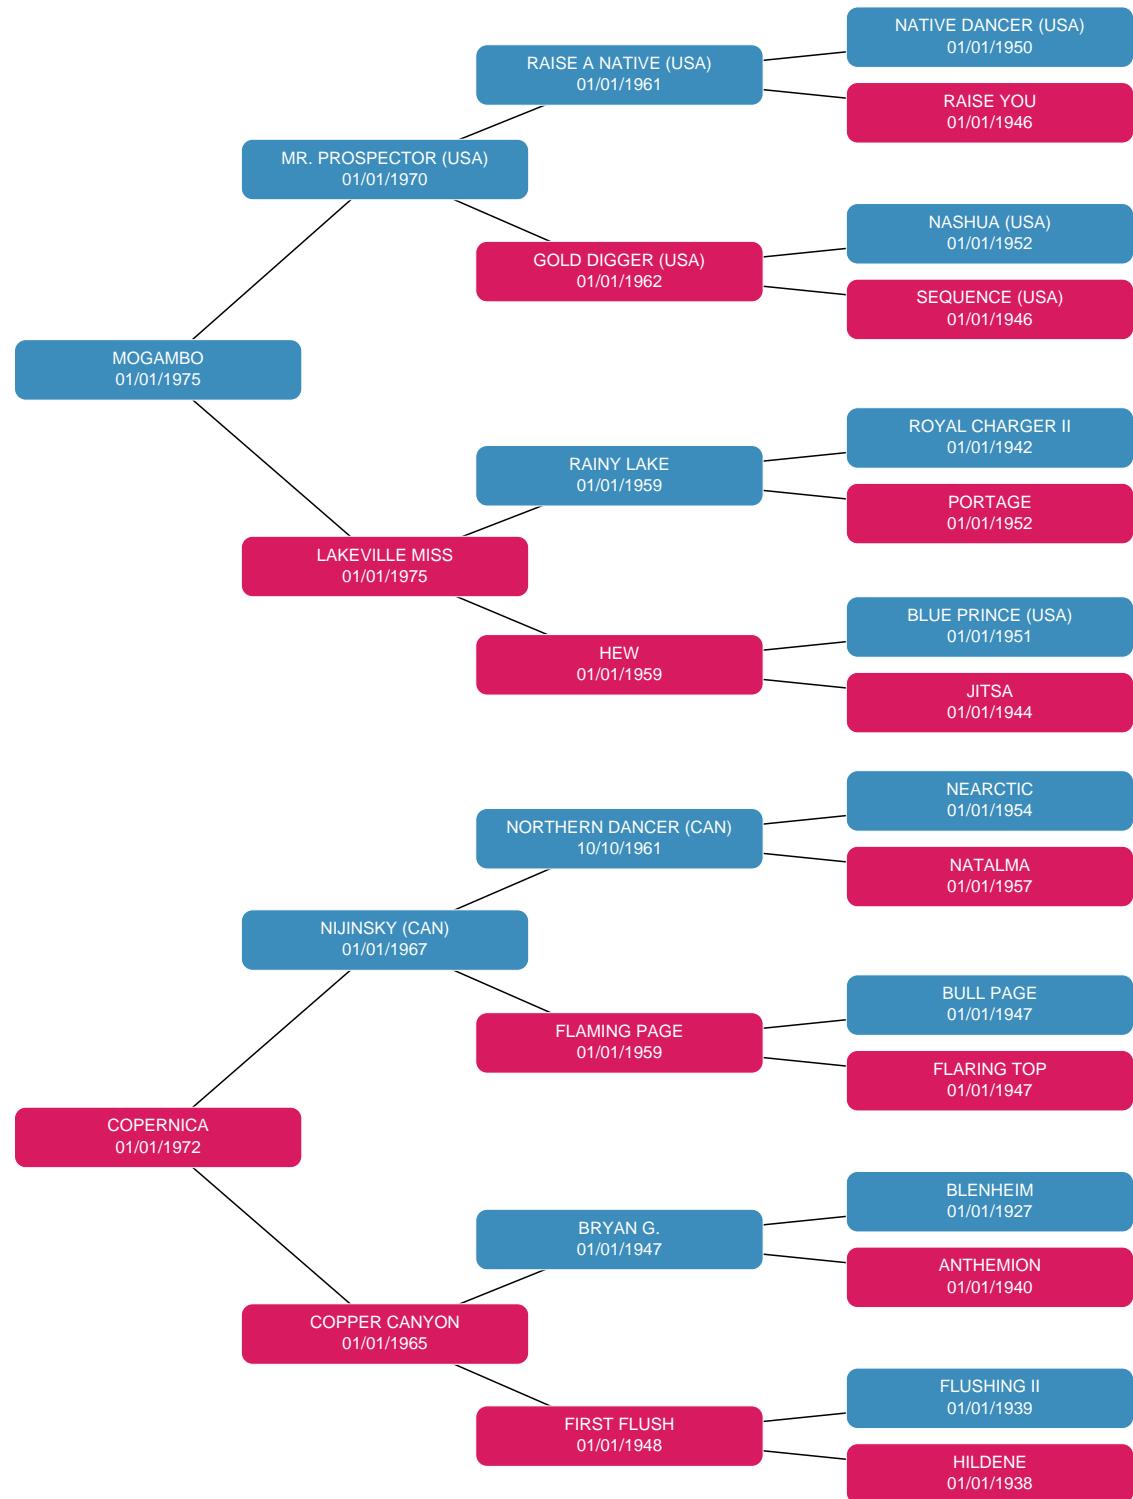 NATIVE DANCER (USA)
01/01/1950
RAISE A NATIVE (USA)
01/01/1961
RAISE YOU
01/01/1946
MR. PROSPECTOR (USA)
01/01/1970
NASHUA (USA)
01/01/1952
GOLD DIGGER (USA)
01/01/1962
SEQUENCE (USA)
01/01/1946
MOGAMBO
01/01/1975
ROYAL CHARGER II
01/01/1942
RAINY LAKE
01/01/1959
PORTAGE
01/01/1952
LAKEVILLE MISS
01/01/1975
BLUE PRINCE (USA)
01/01/1951
HEW
01/01/1959
JITSA
01/01/1944
NEARCTIC
01/01/1954
NORTHERN DANCER (CAN)
10/10/1961
NATALMA
01/01/1957
NIJINSKY (CAN)
01/01/1967
BULL PAGE
01/01/1947
FLAMING PAGE
01/01/1959
FLARING TOP
01/01/1947
COPERNICA
01/01/1972
BLENHEIM
01/01/1927
BRYAN G.
01/01/1947
ANTHEMION
01/01/1940
COPPER CANYON
01/01/1965
FLUSHING II
01/01/1939
FIRST FLUSH
01/01/1948
HILDENE
01/01/1938